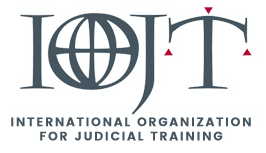 IOJT
INTERNATIONAL ORGANIZATION
FOR JUDICIAL TRAINING